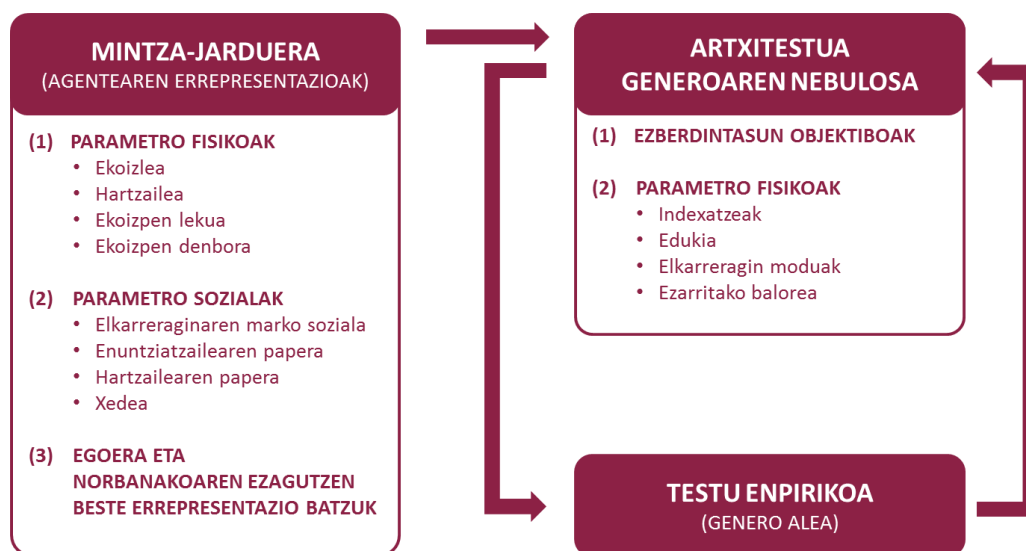 MINTZA-JARDUERA
(AGENTEAREN ERREPRESENTAZIOAK)
(1) PARAMETRO FISIKOAK
• Ekoizlea
• Hartzailea
• Ekoizpen lekua
• Ekoizpen denbora
(2) PARAMETRO SOZIALAK
• Elkarreraginaren marko soziala
• Enuntziatzailearen papera
• Hartzailearen papera
• Xedea
(3) EGOERA ETA
NORBANAKOAREN EZAGUTZEN
BESTE ERREPRESENTAZIO BATZUK
ARTXITESTUA
GENEROAREN NEBULOSA
(1) EZBERDINTASUN OBJEKTIBOAK
(2) PARAMETRO FISIKOAK
• Indexatzeak
• Edukia
• Elkarreragin moduak
• Ezarritako balorea
TESTU ENPIRIKOA
(GENERO ALEA)